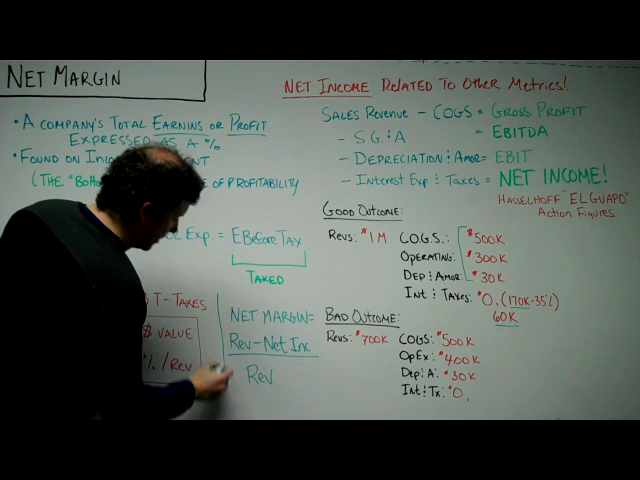 NET MARGIN
• A COMPANY'S TOTAL EARNINS OR PROFIT
EXPRESSED AS A %
• FOUND ON
(THE "BO
OF PROFITABILITY
EXP. = EBEFORE TAX
TAXED
T-TAXES
$ VALUE
%/REV
NET MARGIN=
REV-NET INC
REV
NET INCOME RELATED TO OTHER METRICS!
SALES REVENUE - COGS = GROSS PROFIT
- SG & A = EBITDA
- DEPRECIATION & AMOR = EBIT
- INTEREST EXP & TAXES = NET INCOME!
HASSELHOFF "EL GUAPO"
ACTION FIGURES
GOOD OUTCOME:
REVS: $1M C.O.G.S.: $500K
OPERATING: $300K
DEP & AMOR: $30K
INT & TAXES: $0, (170K·35%)
60K
BAD OUTCOME:
REVS: $700K COGS: $500K
OPEX: $400K
DEP & A: $30K
INT & TX: $0,